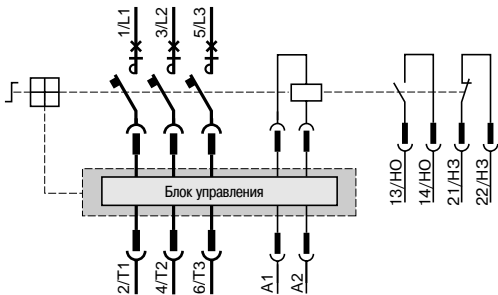 1/L1
3/L2
5/L3
13/НО
14/НО
21/НЗ
22/НЗ
Блок управления
2/T1
4/T2
6/T3
A1
A2